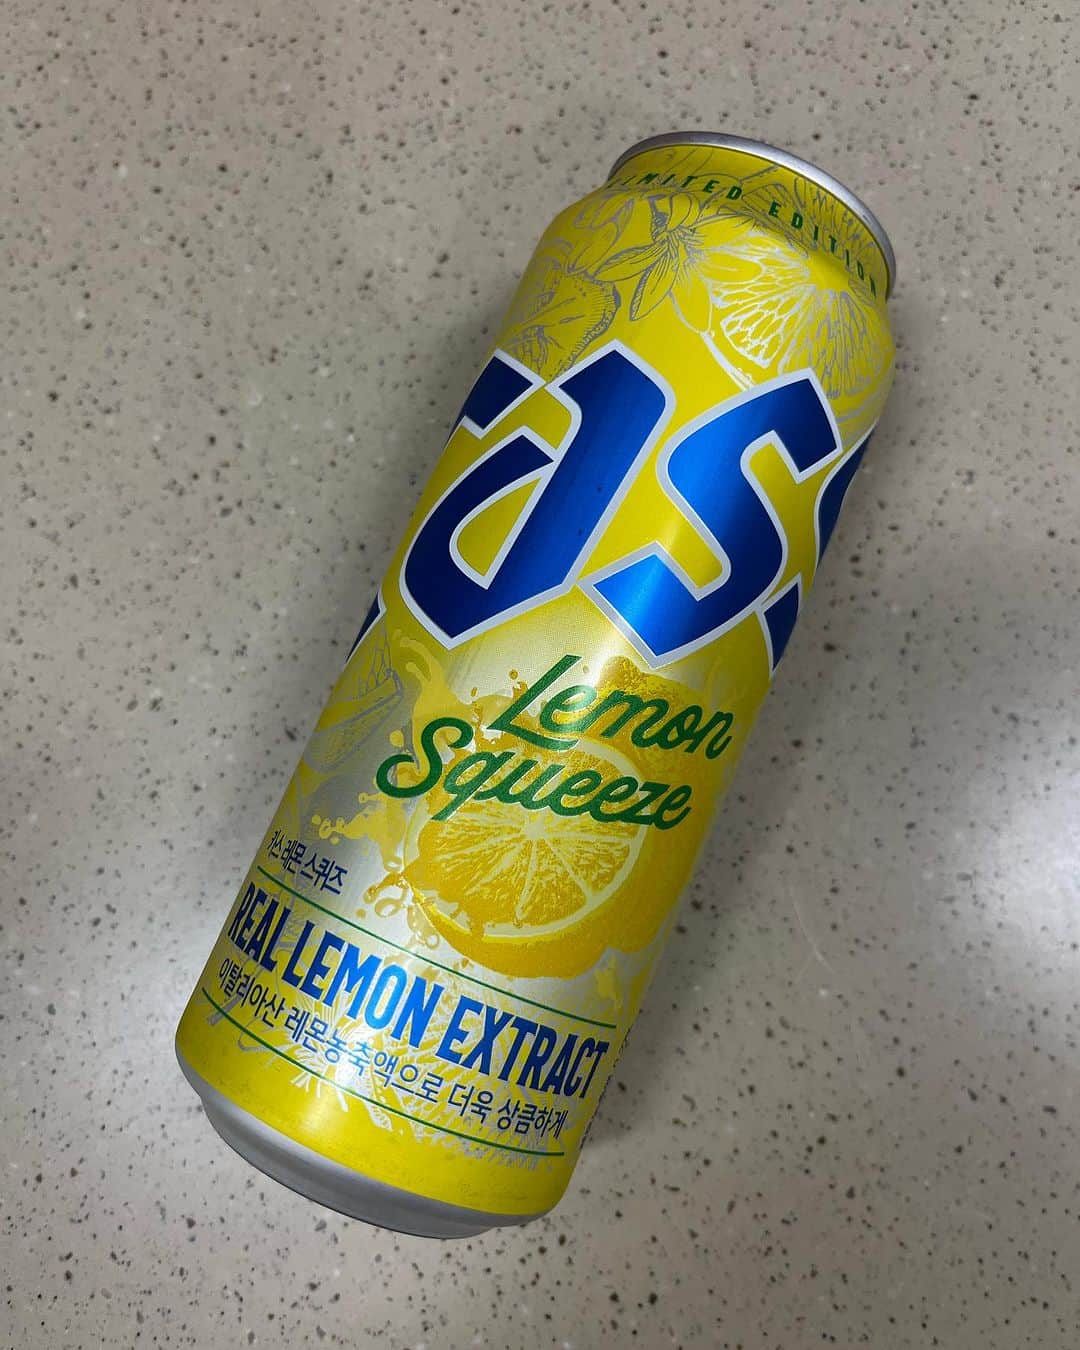 LIMITED EDITION
Cass
Lemon
Squeeze
카스 레몬 스퀴즈
REAL LEMON EXTRACT
이탈리아산 레몬농축액으로 더욱 상큼하게